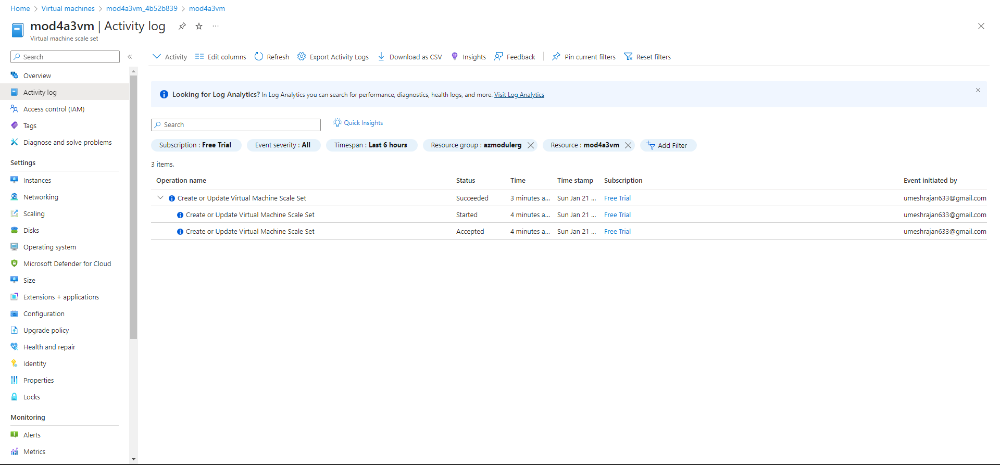 Home > Virtual machines > mod4a3vm_4b52b839 > mod4a3vm
mod4a3vm | Activity log
Virtual machine scale set
Search
Overview
Activity log
Access control (IAM)
Tags
Diagnose and solve problems
Settings
Instances
Networking
Scaling
Disks
Operating system
Microsoft Defender for Cloud
Size
Extensions + applications
Configuration
Upgrade policy
Health and repair
Identity
Properties
Locks
Monitoring
Alerts
Metrics
Activity Edit columns Refresh Export Activity Logs Download as CSV Insights Feedback Pin current filters Reset filters
Looking for Log Analytics? In Log Analytics you can search for performance, diagnostics, health logs, and more. Visit Log Analytics
Search Quick Insights
Subscription : Free Trial Event severity : All Timespan : Last 6 hours Resource group : azmodulerg Resource : mod4a3vm Add Filter
3 items.
Operation name Status Time Time stamp Subscription Event initiated by
Create or Update Virtual Machine Scale Set Succeeded 3 minutes a... Sun Jan 21 ... Free Trial umeshrajan633@gmail.com
Create or Update Virtual Machine Scale Set Started 4 minutes a... Sun Jan 21 ... Free Trial umeshrajan633@gmail.com
Create or Update Virtual Machine Scale Set Accepted 4 minutes a... Sun Jan 21 ... Free Trial umeshrajan633@gmail.com